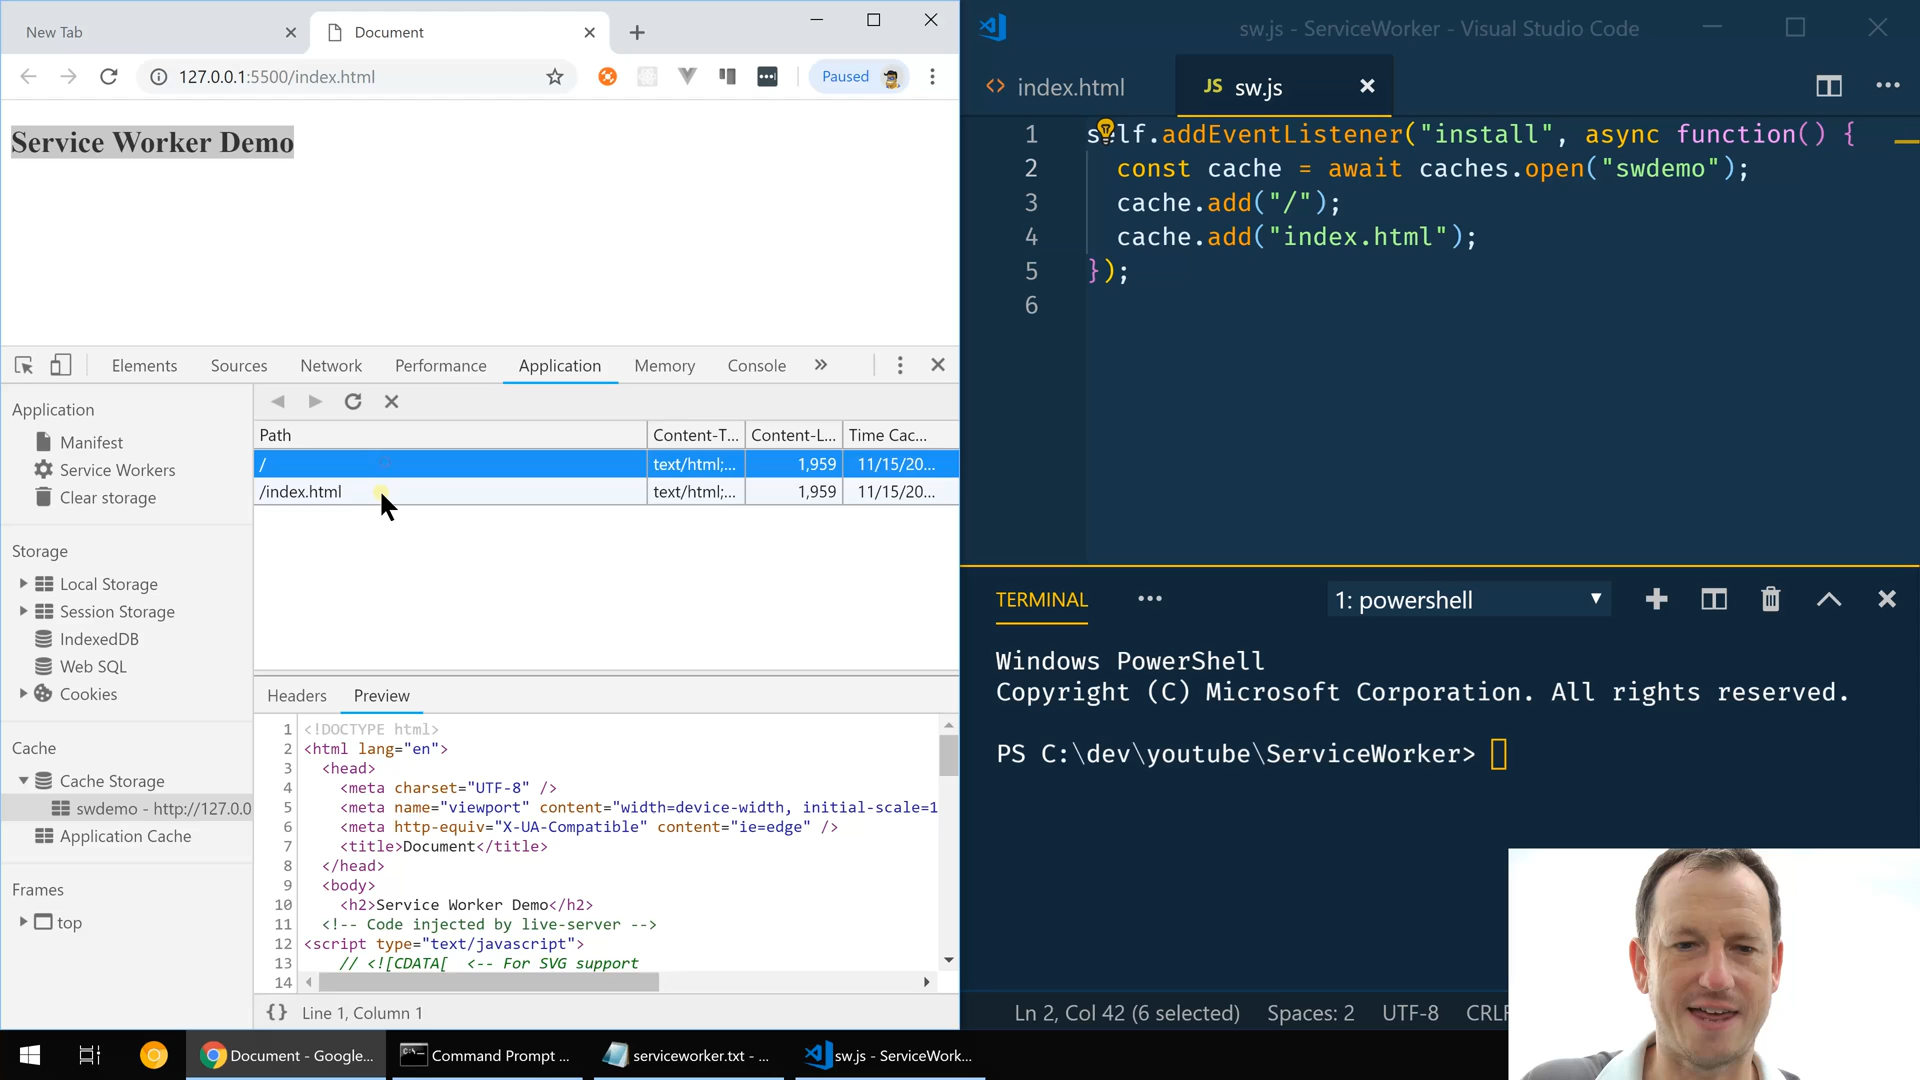 New Tab
Document
127.0.0.1:5500/index.html
Paused
Service Worker Demo
Elements
Sources
Network
Performance
Application
Memory
Console
Application
Manifest
Service Workers
Clear storage
Storage
Local Storage
Session Storage
IndexedDB
Web SQL
Cookies
Cache
Cache Storage
swdemo - http://127.0.0
Application Cache
Frames
top
Path Content-T... Content-L... Time Cac...
/ text/html;... 1,959 11/15/20...
/index.html text/html;... 1,959 11/15/20...
Headers Preview
1 <!DOCTYPE html>
2 <html lang="en">
3 <head>
4 <meta charset="UTF-8" />
5 <meta name="viewport" content="width=device-width, initial-scale=1
6 <meta http-equiv="X-UA-Compatible" content="ie=edge" />
7 <title>Document</title>
8 </head>
9 <body>
10 <h2>Service Worker Demo</h2>
11 <!-- Code injected by live-server -->
12 <script type="text/javascript">
13 // <![CDATA[ <-- For SVG support
14
{} Line 1, Column 1
sw.js - ServiceWorker - Visual Studio Code
<> index.html
JS sw.js
1 self.addEventListener("install", async function() {
2 const cache = await caches.open("swdemo");
3 cache.add("/");
4 cache.add("index.html");
5 });
6
TERMINAL
1: powershell
Windows PowerShell
Copyright (C) Microsoft Corporation. All rights reserved.
PS C:\dev\youtube\ServiceWorker>
Ln 2, Col 42 (6 selected) Spaces: 2 UTF-8 CRLF
Document - Google...
C:\ Command Prompt ...
serviceworker.txt - ...
sw.js - ServiceWork...